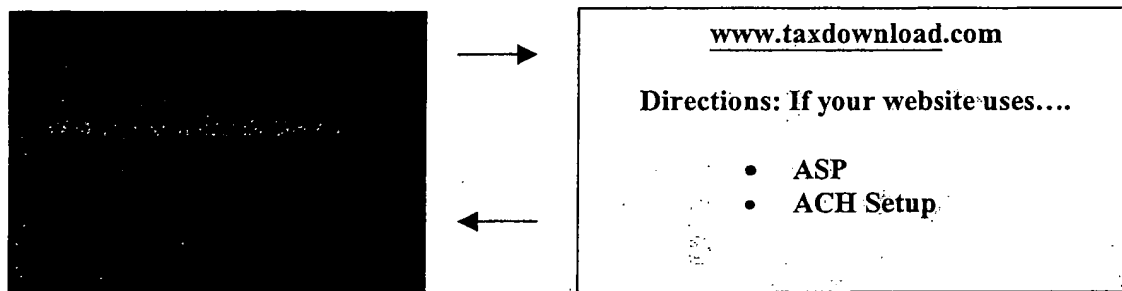 www.taxdownload.com
Directions: If your website uses....
• ASP
• ACH Setup